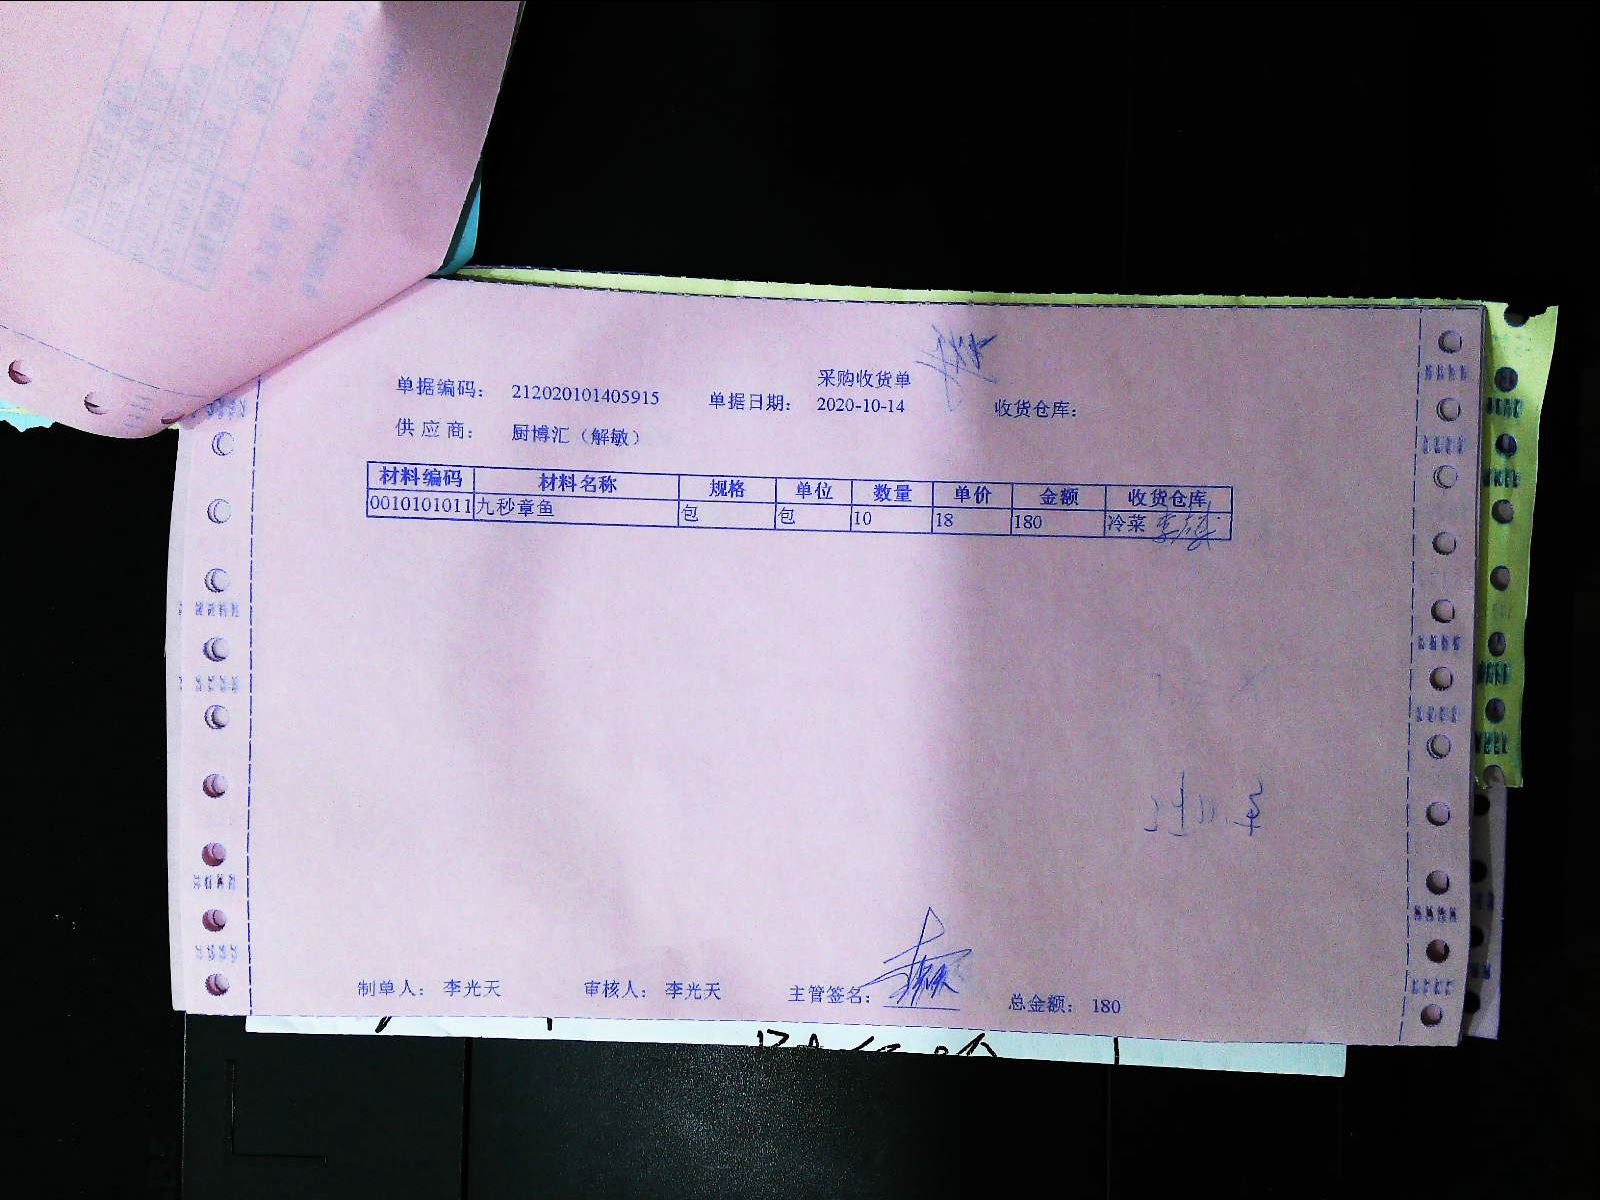 采购收货单
单据编码： 212020101405915 单据日期： 2020-10-14 收货仓库：
供 应 商： 厨博汇（解敏）
材料编码 材料名称 规格 单位 数量 单价 金额 收货仓库
0010101011 九秒章鱼 包 包 10 18 180 冷菜
制单人： 李光天 审核人： 李光天 主管签名： 总金额： 180